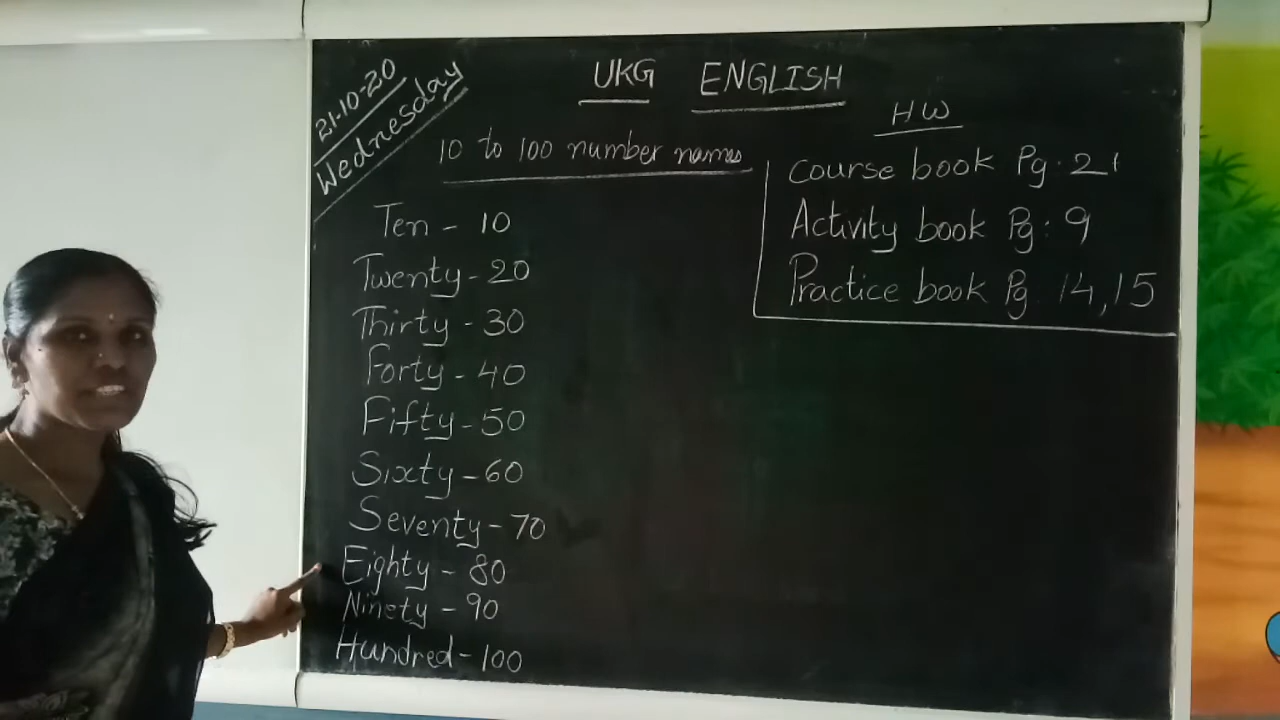 21-10-20
Wednesday
UKG ENGLISH
10 to 100 number names
Ten - 10
Twenty - 20
Thirty - 30
Forty - 40
Fifty - 50
Sixty - 60
Seventy - 70
Eighty - 80
Ninety - 90
Hundred - 100
HW
course book Pg. 21
Activity book Pg: 9
Practice book Pg. 14,15